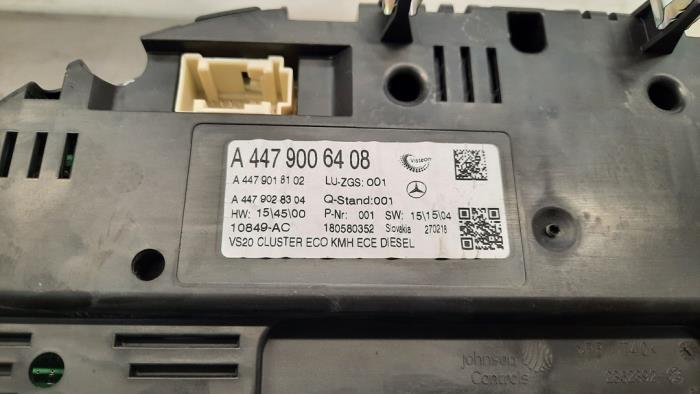 A 447 900 64 08
Visteon
A 447 901 81 02 LU-ZGS: 001
A 447 902 83 04 Q-Stand:001
HW: 15\45\00 P-Nr: 001 SW: 15\15\04
10849-AC 180580352 Slovakia 270218
VS20 CLUSTER ECO KMH ECE DIESEL
Johnson
Controls